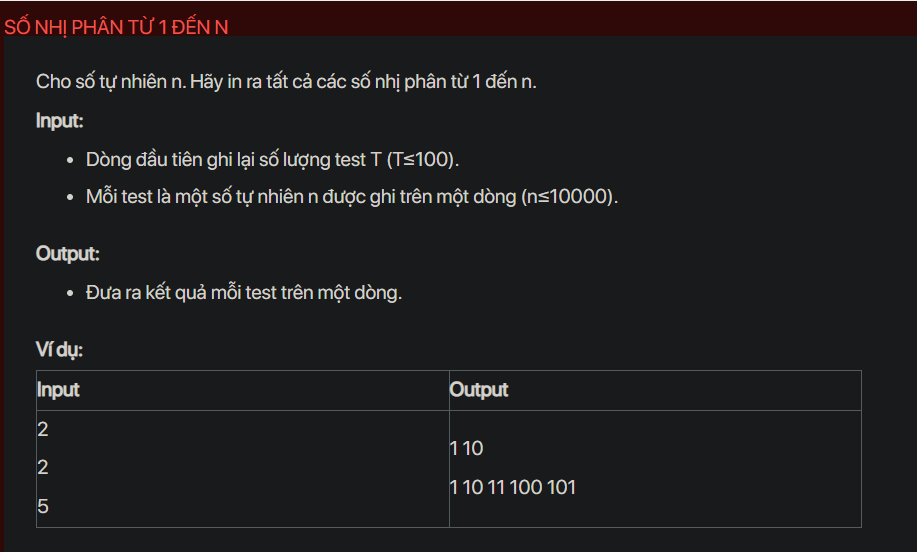 SỐ NHỊ PHÂN TỪ 1 ĐẾN N
Cho số tự nhiên n. Hãy in ra tất cả các số nhị phân từ 1 đến n.
Input:
• Dòng đầu tiên ghi lại số lượng test T (T≤100).
• Mỗi test là một số tự nhiên n được ghi trên một dòng (n≤10000).
Output:
• Đưa ra kết quả mỗi test trên một dòng.
Ví dụ:
Input Output
2
2
5
1 10
1 10 11 100 101